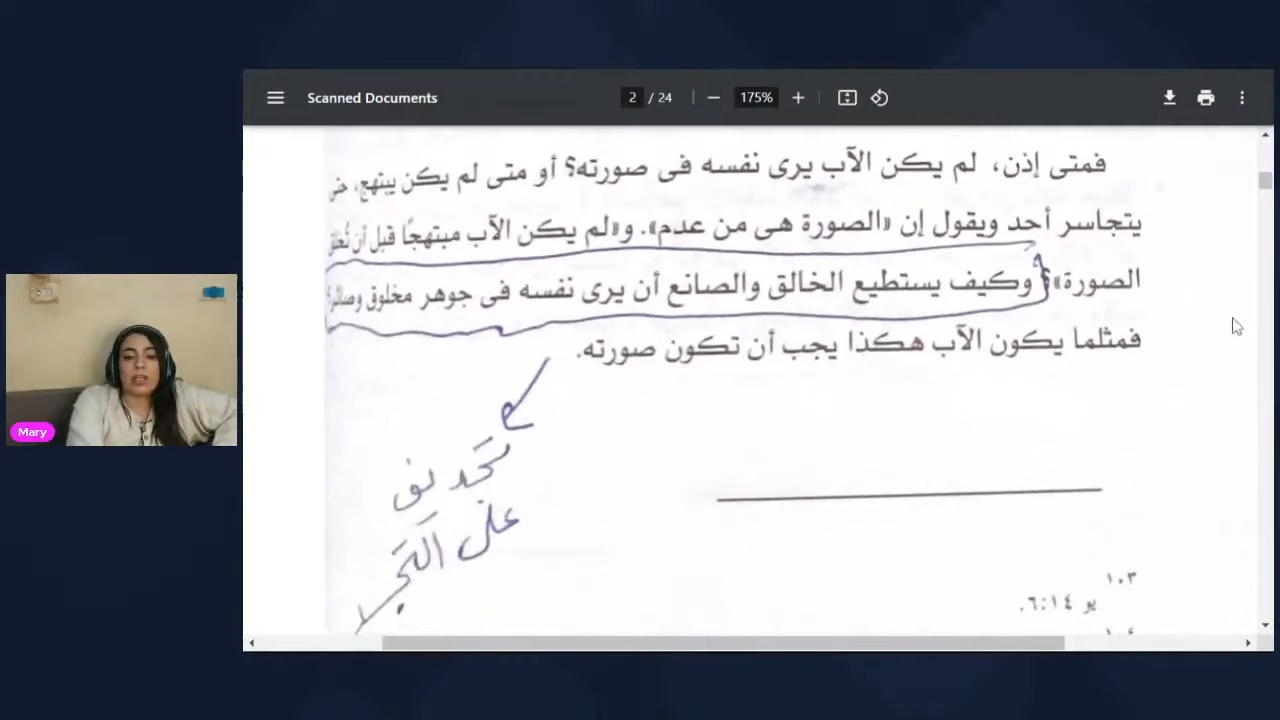 Scanned Documents
2 / 24
175%
فمتى إذن، لم يكن الآب يرى نفسه فى صورته؟ أو متى لم يكن يبتهج، حتى
يتجاسر أحد ويقول إن «الصورة هى من عدم». و«لم يكن الآب مبتهجًا قبل أن تُخلق
الصورة»؟ وكيف يستطيع الخالق والصانع أن يرى نفسه فى جوهر مخلوق وصائر؟
فمثلما يكون الآب هكذا يجب أن تكون صورته.
على
١٠٣
يو ٦:١٤.
١٠٤
Mary